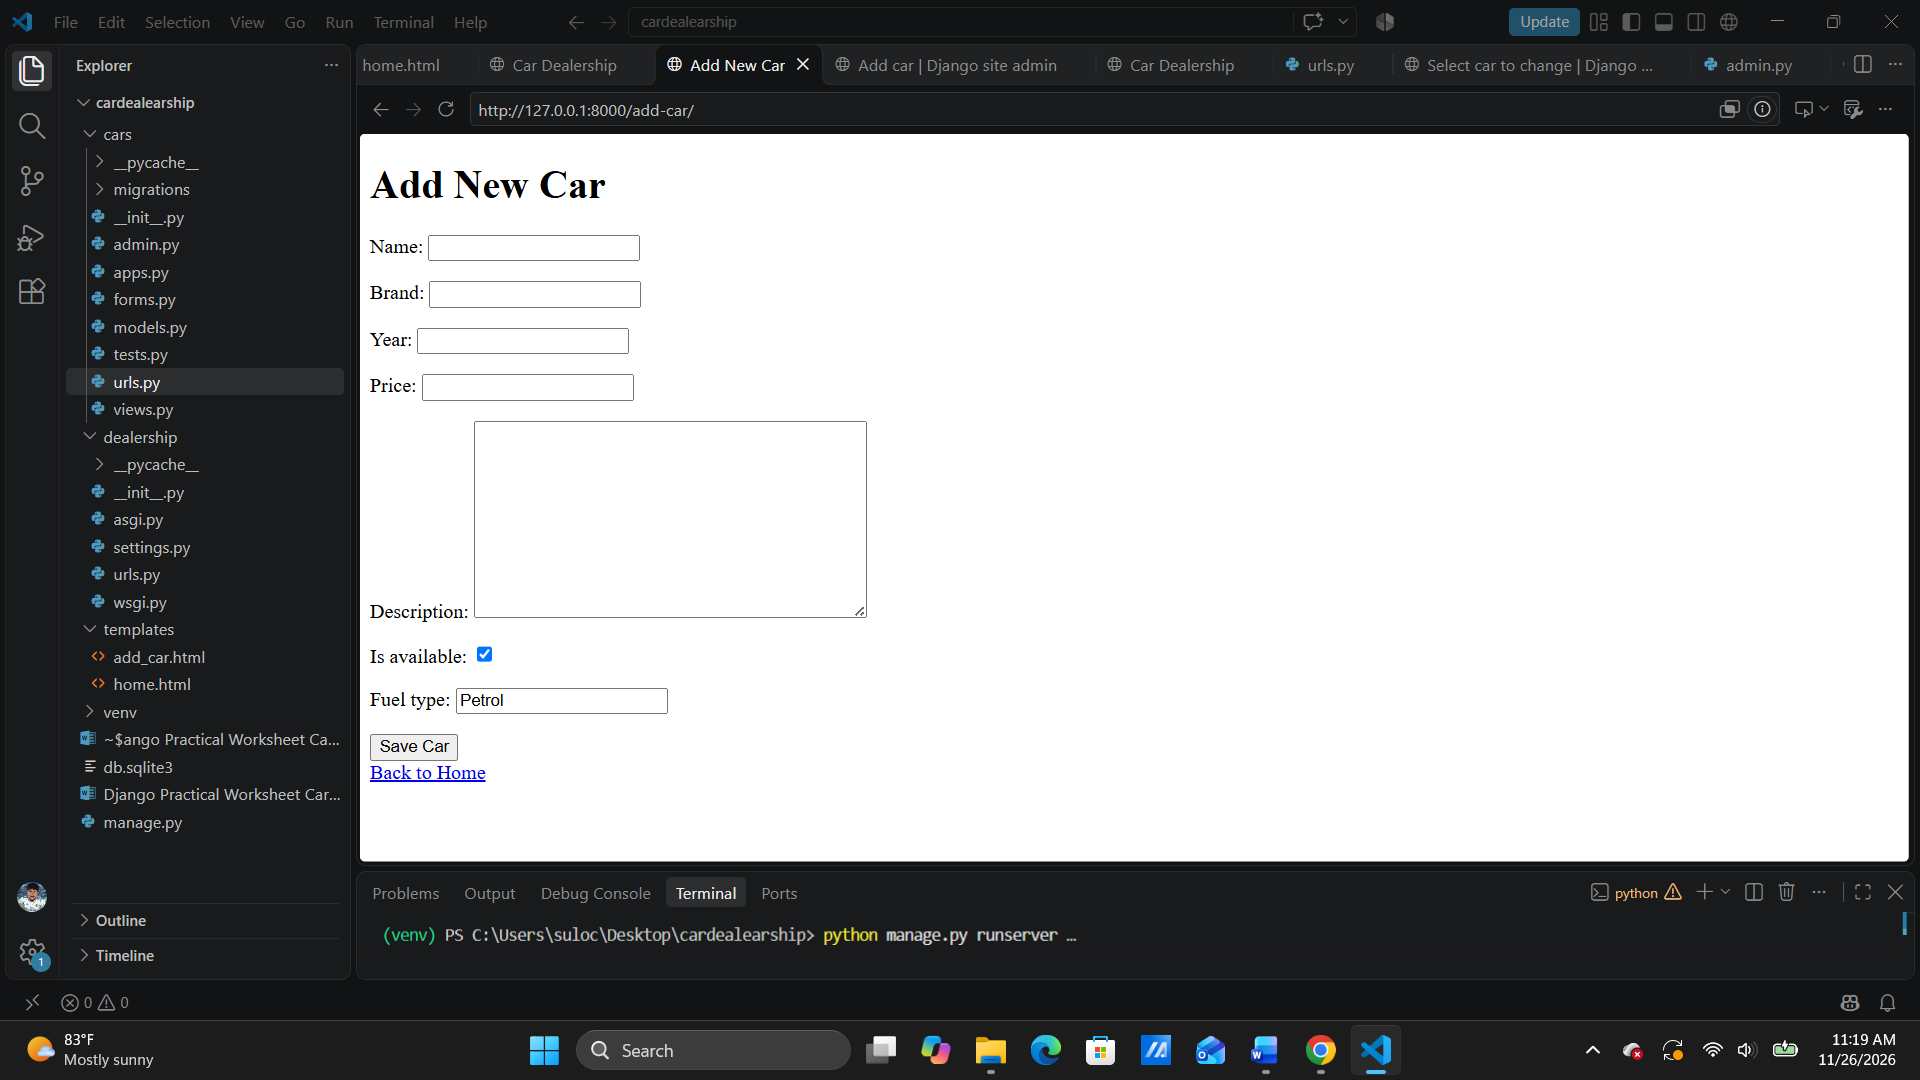 File Edit Selection View Go Run Terminal Help
cardealearship
Update
Explorer
cardealearship
cars
__pycache__
migrations
__init__.py
admin.py
apps.py
forms.py
models.py
tests.py
urls.py
views.py
dealership
__pycache__
__init__.py
asgi.py
settings.py
urls.py
wsgi.py
templates
add_car.html
home.html
venv
~$ango Practical Worksheet Ca...
db.sqlite3
Django Practical Worksheet Car...
manage.py
Outline
Timeline
1
home.html
Car Dealership
Add New Car
Add car | Django site admin
Car Dealership
urls.py
Select car to change | Django ...
admin.py
http://127.0.0.1:8000/add-car/
Add New Car
Name:
Brand:
Year:
Price:
Description:
Is available:
Fuel type: Petrol
Save Car
Back to Home
Problems Output Debug Console Terminal Ports
python
(venv) PS C:\Users\suloc\Desktop\cardealearship> python manage.py runserver …
0 0
83°F
Mostly sunny
Search
11:19 AM
11/26/2026